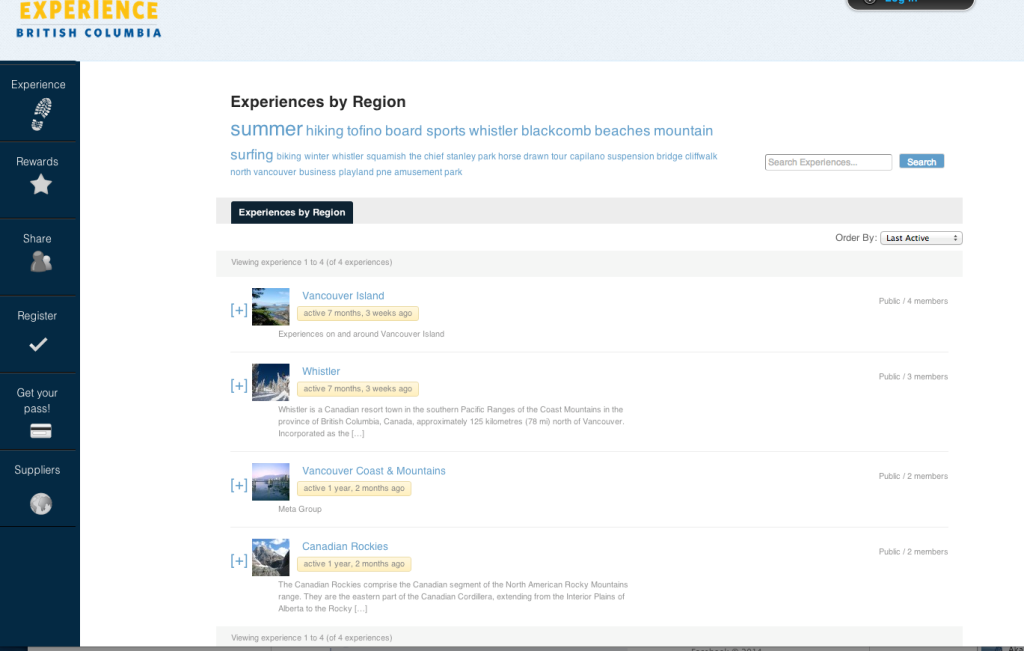 EXPERIENCE
BRITISH COLUMBIA
Log In
Experience
Rewards
Share
Register
Get your
pass!
Suppliers
Experiences by Region
summer hiking tofino board sports whistler blackcomb beaches mountain
surfing biking winter whistler squamish the chief stanley park horse drawn tour capilano suspension bridge cliffwalk
north vancouver business playland pne amusement park
Search Experiences...
Search
Experiences by Region
Order By: Last Active
Viewing experience 1 to 4 (of 4 experiences)
[+]
Vancouver Island
active 7 months, 3 weeks ago
Experiences on and around Vancouver Island
Public / 4 members
[+]
Whistler
active 7 months, 3 weeks ago
Whistler is a Canadian resort town in the southern Pacific Ranges of the Coast Mountains in the
province of British Columbia, Canada, approximately 125 kilometres (78 mi) north of Vancouver.
Incorporated as the [...]
Public / 3 members
[+]
Vancouver Coast & Mountains
active 1 year, 2 months ago
Meta Group
Public / 2 members
[+]
Canadian Rockies
active 1 year, 2 months ago
The Canadian Rockies comprise the Canadian segment of the North American Rocky Mountains
range. They are the eastern part of the Canadian Cordillera, extending from the Interior Plains of
Alberta to the Rocky [...]
Public / 2 members
Viewing experience 1 to 4 (of 4 experiences)